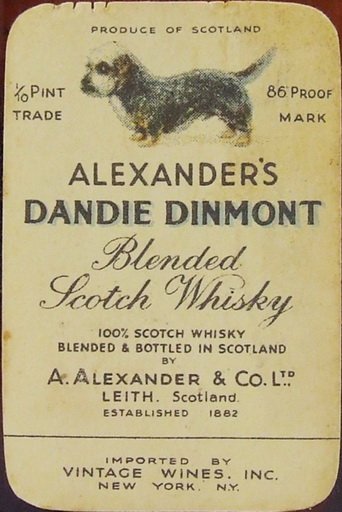 PRODUCE OF SCOTLAND
1/10 PINT 86 PROOF
TRADE MARK
ALEXANDER'S
DANDIE DINMONT
Blended
Scotch Whisky
100% SCOTCH WHISKY
BLENDED & BOTTLED IN SCOTLAND
BY
A. ALEXANDER & CO. LTD.
LEITH. Scotland.
ESTABLISHED 1882
IMPORTED BY
VINTAGE WINES, INC.
NEW YORK, N.Y.